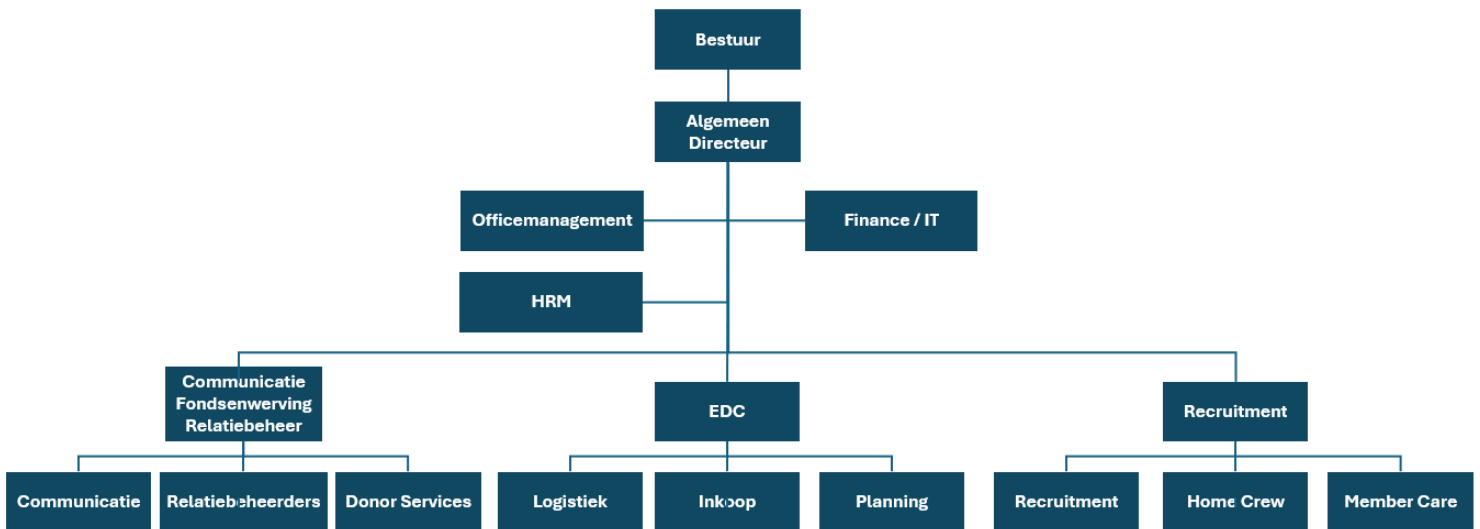 Bestuur
Algemeen
Directeur
Officemanagement
Finance / IT
HRM
Communicatie
Fondsenwerving
Relatiebeheer
EDC
Recruitment
Communicatie
Relatiebeheerders
Donor Services
Logistiek
Inkoop
Planning
Recruitment
Home Crew
Member Care